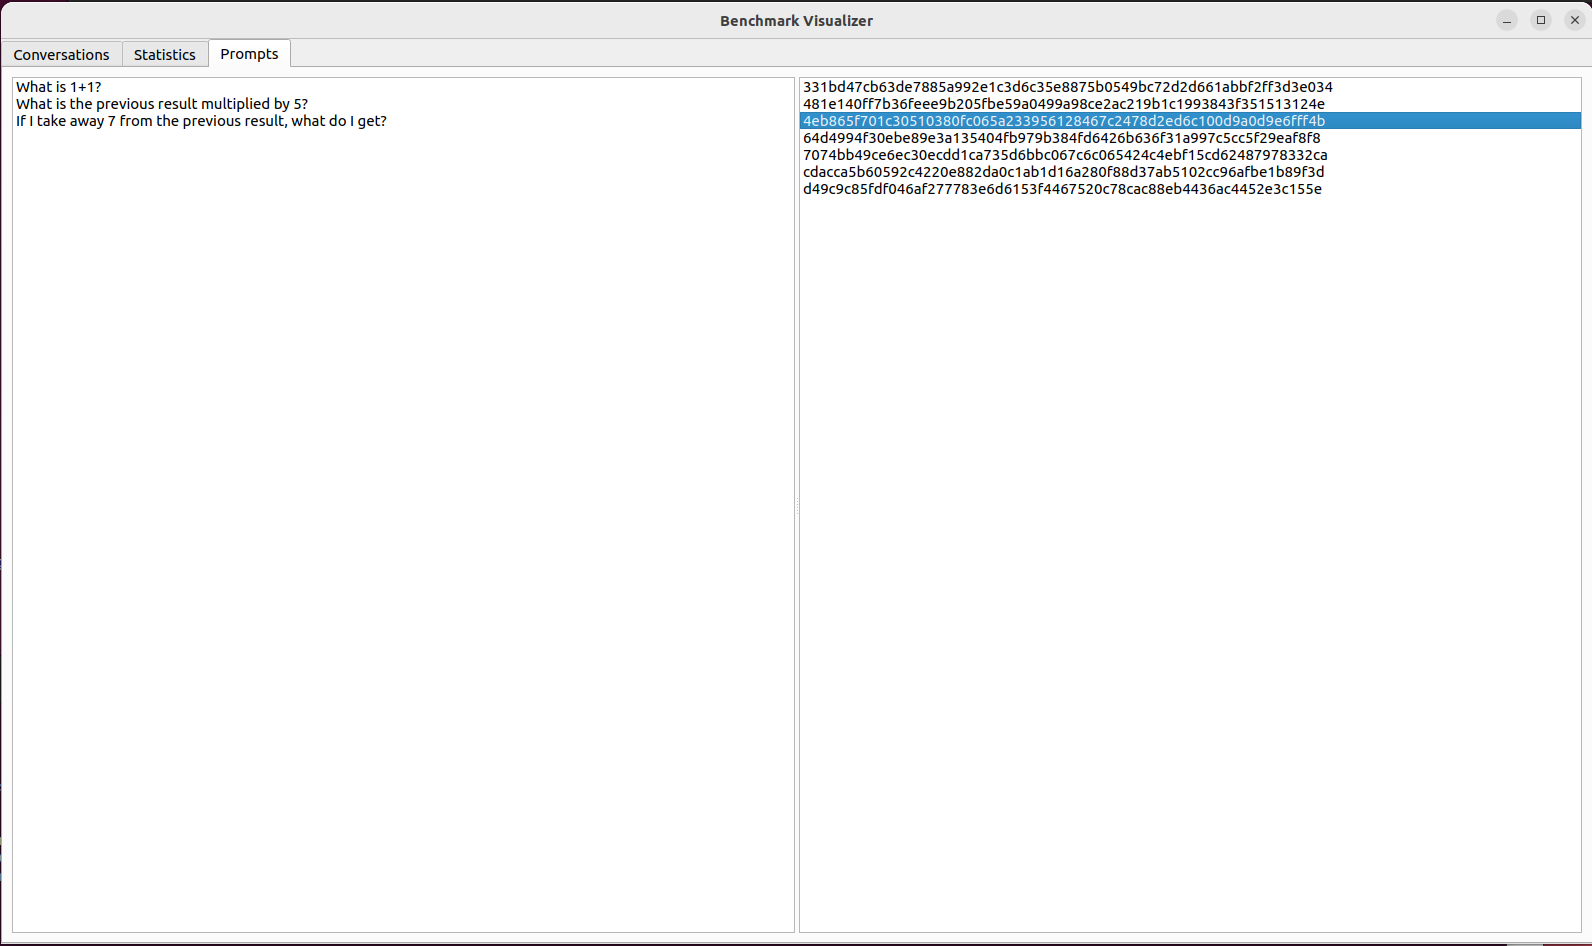 Benchmark Visualizer
Conversations Statistics Prompts
What is 1+1?
What is the previous result multiplied by 5?
If I take away 7 from the previous result, what do I get?
331bd47cb63de7885a992e1c3d6c35e8875b0549bc72d2d661abbf2ff3d3e034
481e140ff7b36feee9b205fbe59a0499a98ce2ac219b1c1993843f351513124e
4eb865f701c30510380fc065a233956128467c2478d2ed6c100d9a0d9e6fff4b
64d4994f30ebe89e3a135404fb979b384fd6426b636f31a997c5cc5f29eaf8f8
7074bb49ce6ec30ecdd1ca735d6bbc067c6c065424c4ebf15cd62487978332ca
cdacca5b60592c4220e882da0c1ab1d16a280f88d37ab5102cc96afbe1b89f3d
d49c9c85fdf046af277783e6d6153f4467520c78cac88eb4436ac4452e3c155e